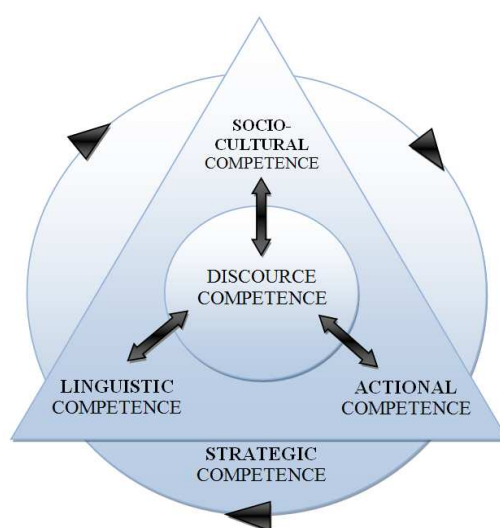 SOCIO-
CULTURAL
COMPETENCE
DISCOURCE
COMPETENCE
LINGUISTIC
COMPETENCE
ACTIONAL
COMPETENCE
STRATEGIC
COMPETENCE